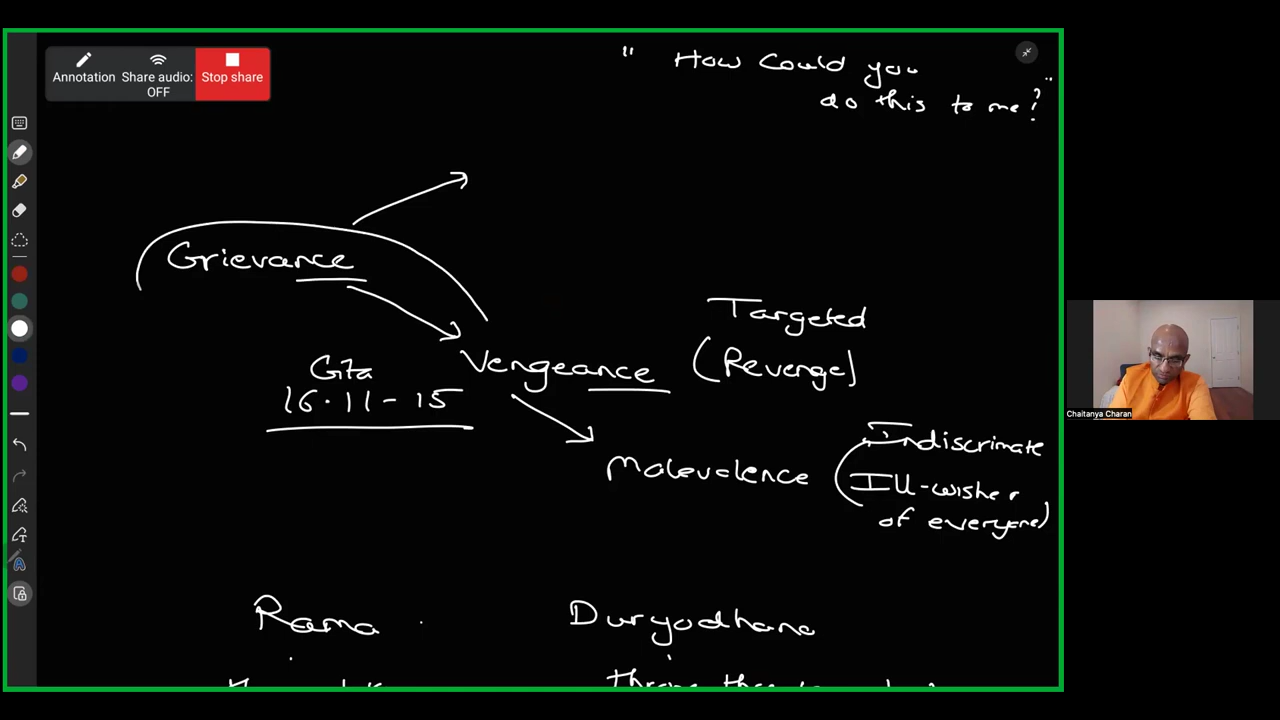 " How could you
do this to me? "
Annotation
Share audio:
OFF
Stop share
Grievance
Targeted
Vengeance (Revenge)
Gita
16.11-15
Malevolence (Indiscrimate
Ill-wisher
of everyone)
Chaitanya Charan
Rama Duryodhana